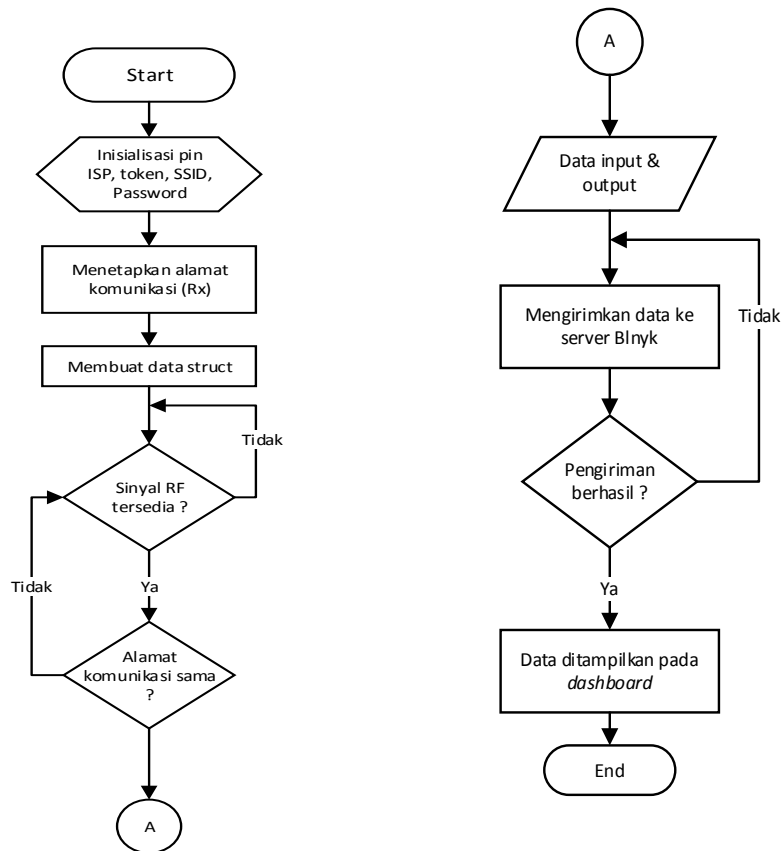 Start
Inisialisasi pin
ISP, token, SSID,
Password
Menetapkan alamat
komunikasi (Rx)
Membuat data struct
Tidak
Sinyal RF
tersedia ?
Tidak
Ya
Alamat
komunikasi sama
?
A
A
Data input &
output
Mengirimkan data ke
server Blnyk
Tidak
Pengiriman
berhasil ?
Ya
Data ditampilkan pada
dashboard
End